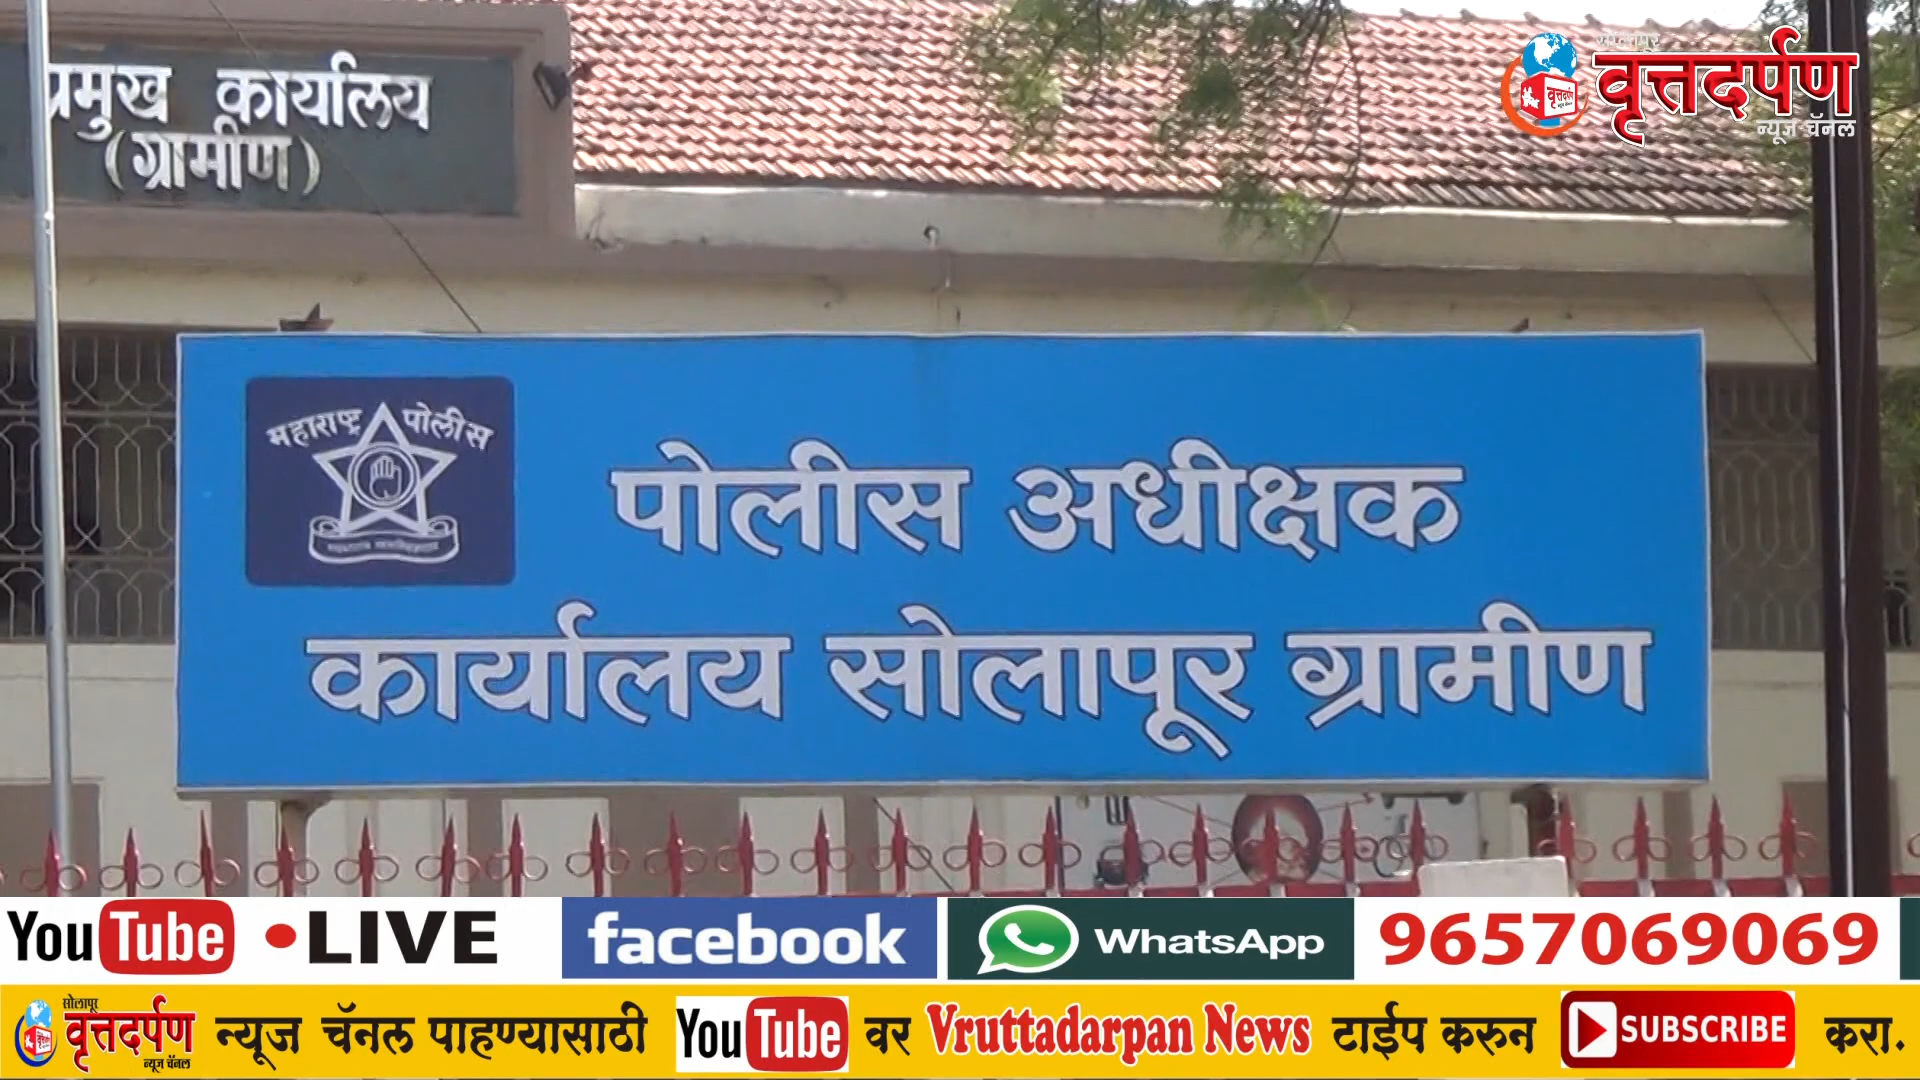 प्रमुख कार्यालय
(ग्रामीण)
सोलापूर
वृत्तदर्पण
न्यूज चॅनल
महाराष्ट्र पोलीस
पोलीस अधीक्षक
कार्यालय सोलापूर ग्रामीण
YouTube LIVE facebook WhatsApp 9657069069
सोलापूर
वृत्तदर्पण
न्यूज चॅनल
न्यूज चॅनल पाहण्यासाठी YouTube वर Vruttadarpan News टाईप करुन SUBSCRIBE करा.